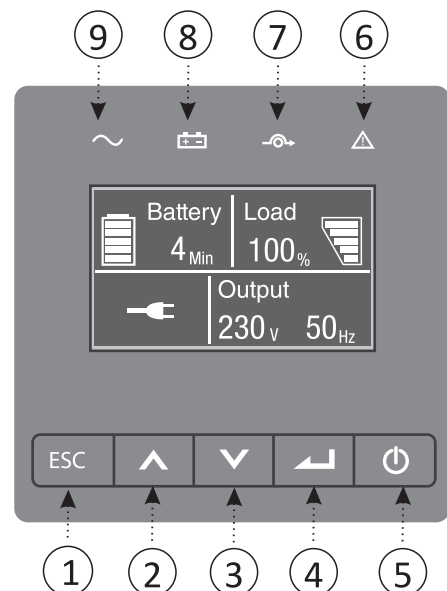 9 8 7 6
Battery Load
4 Min 100 %
Output
230 V 50 Hz
ESC
1 2 3 4 5